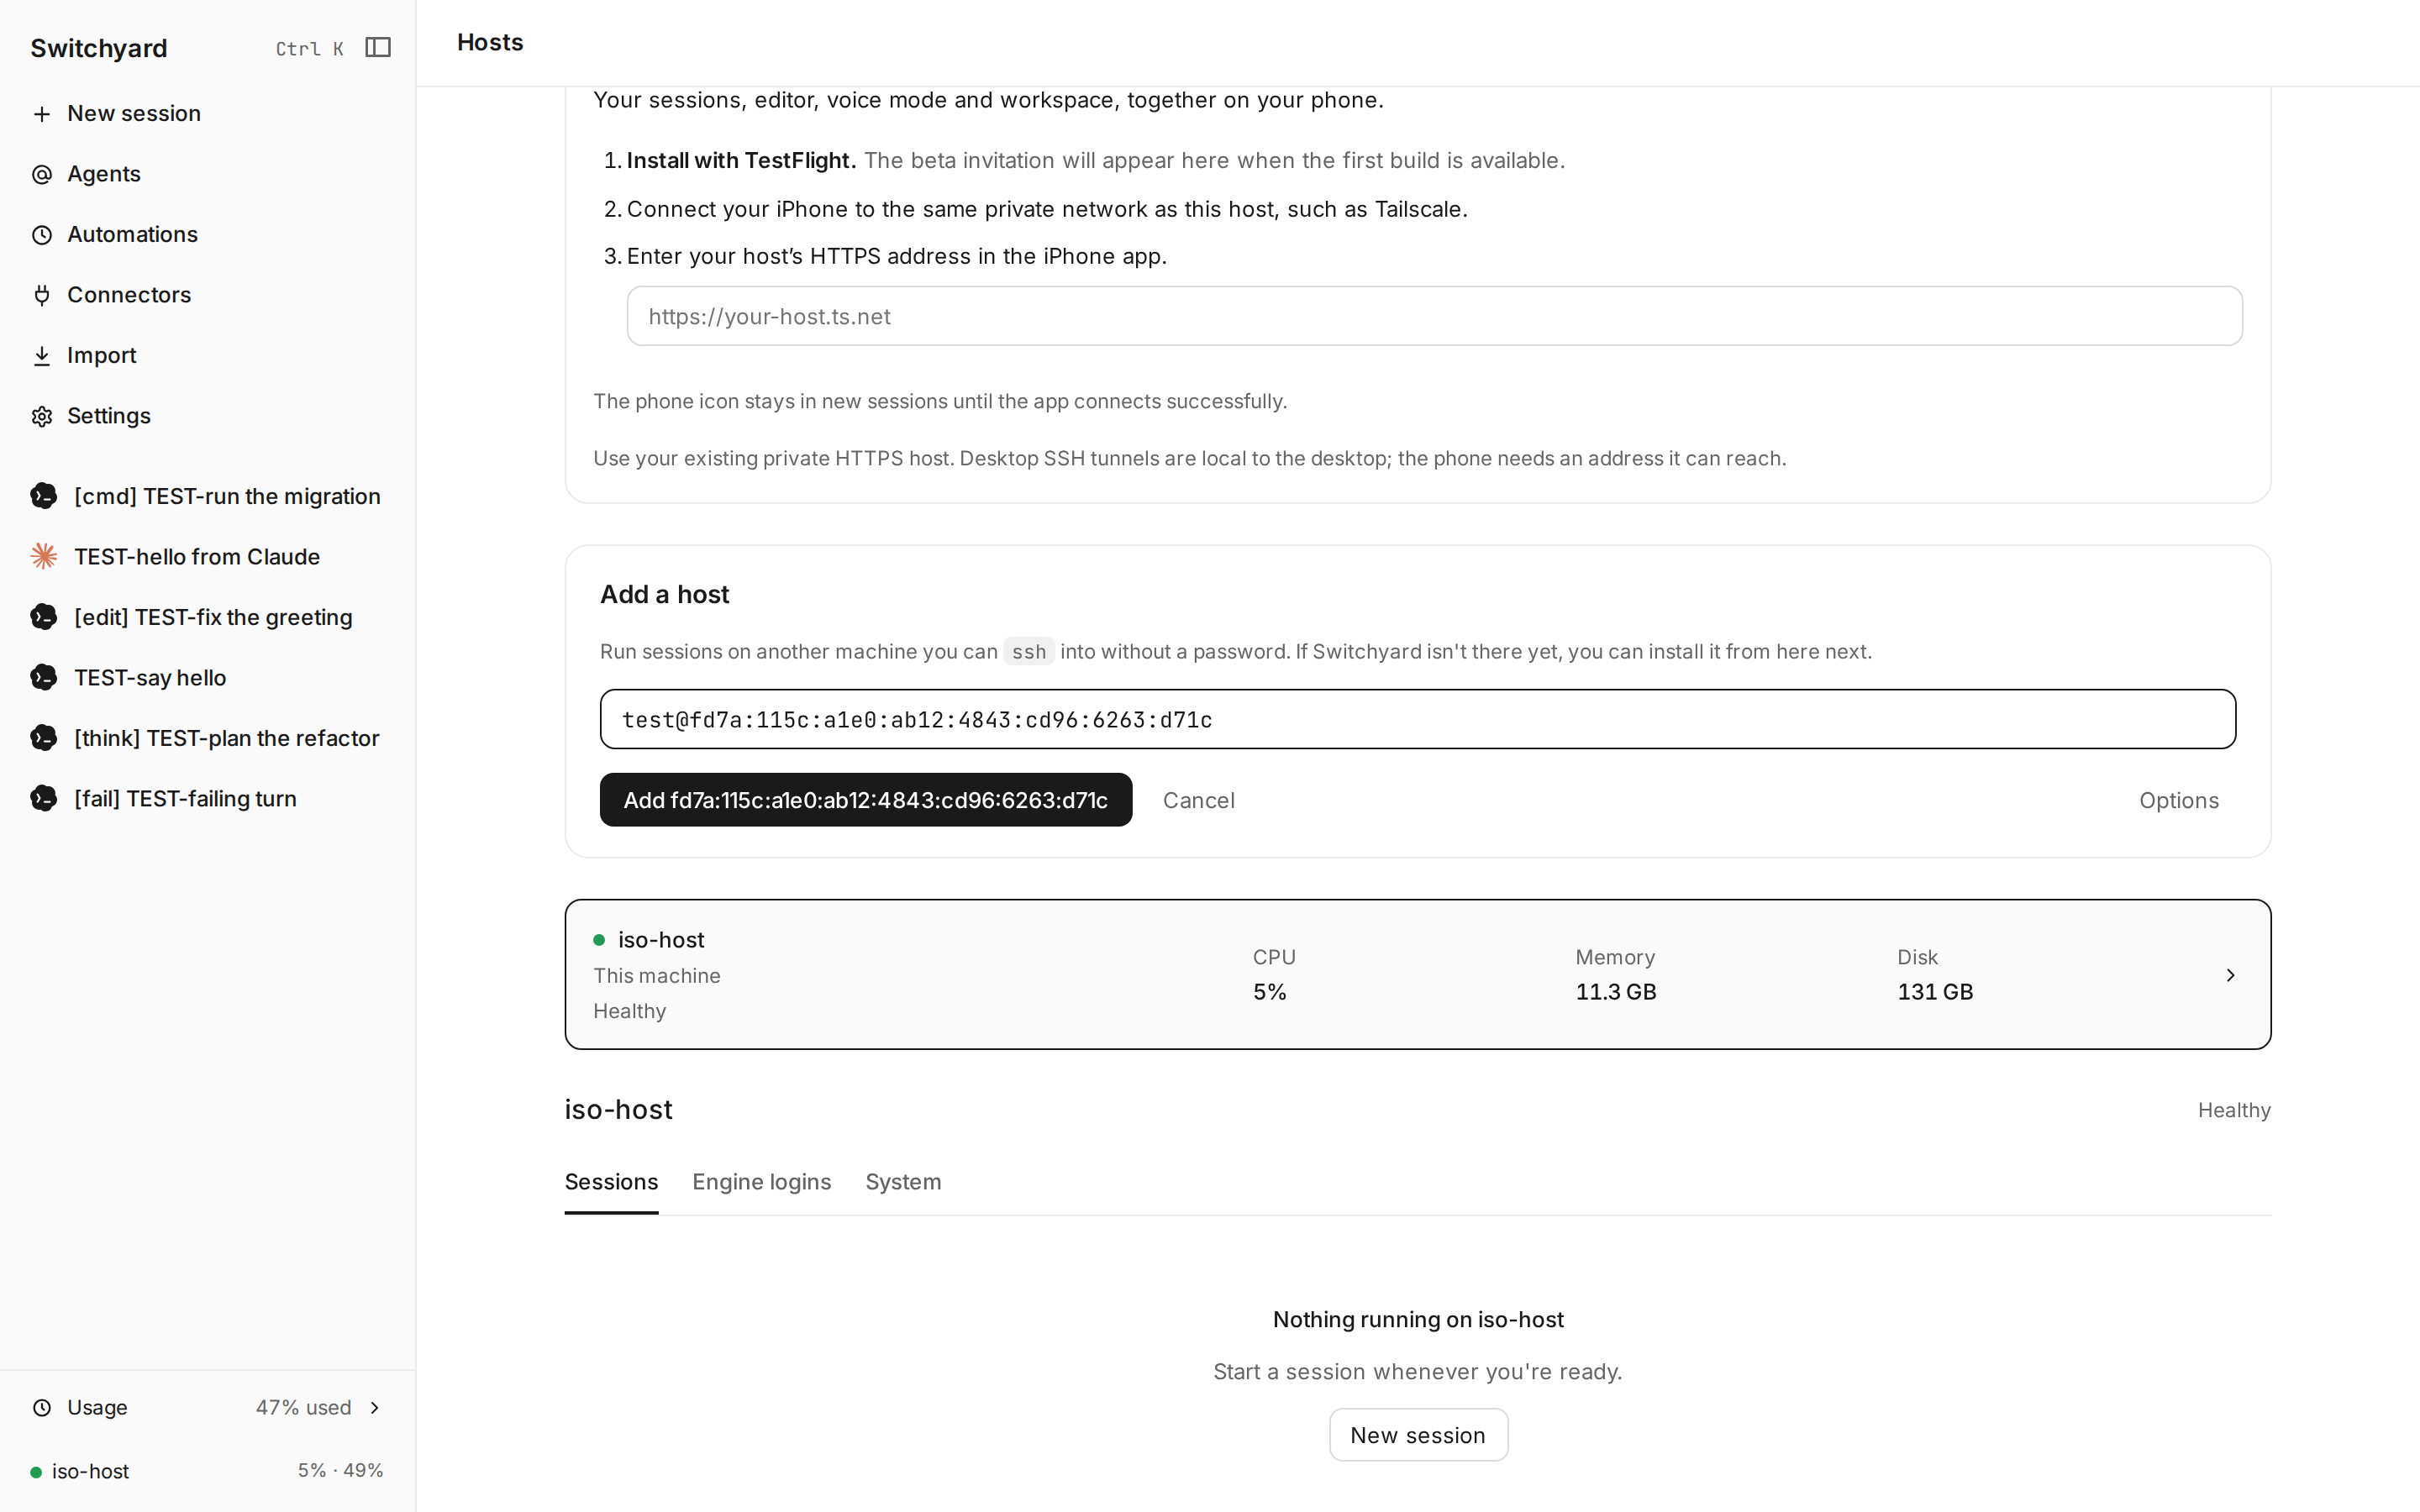 Switchyard
Ctrl K
New session
Agents
Automations
Connectors
Import
Settings
[cmd] TEST-run the migration
TEST-hello from Claude
[edit] TEST-fix the greeting
TEST-say hello
[think] TEST-plan the refactor
[fail] TEST-failing turn
Usage
47% used
iso-host
5% · 49%
Hosts
Your sessions, editor, voice mode and workspace, together on your phone.
1. Install with TestFlight. The beta invitation will appear here when the first build is available.
2. Connect your iPhone to the same private network as this host, such as Tailscale.
3. Enter your host’s HTTPS address in the iPhone app.
https://your-host.ts.net
The phone icon stays in new sessions until the app connects successfully.
Use your existing private HTTPS host. Desktop SSH tunnels are local to the desktop; the phone needs an address it can reach.
Add a host
Run sessions on another machine you can ssh into without a password. If Switchyard isn't there yet, you can install it from here next.
test@fd7a:115c:a1e0:ab12:4843:cd96:6263:d71c
Add fd7a:115c:a1e0:ab12:4843:cd96:6263:d71c
Cancel
Options
iso-host
This machine
Healthy
CPU
5%
Memory
11.3 GB
Disk
131 GB
iso-host
Healthy
Sessions
Engine logins
System
Nothing running on iso-host
Start a session whenever you're ready.
New session